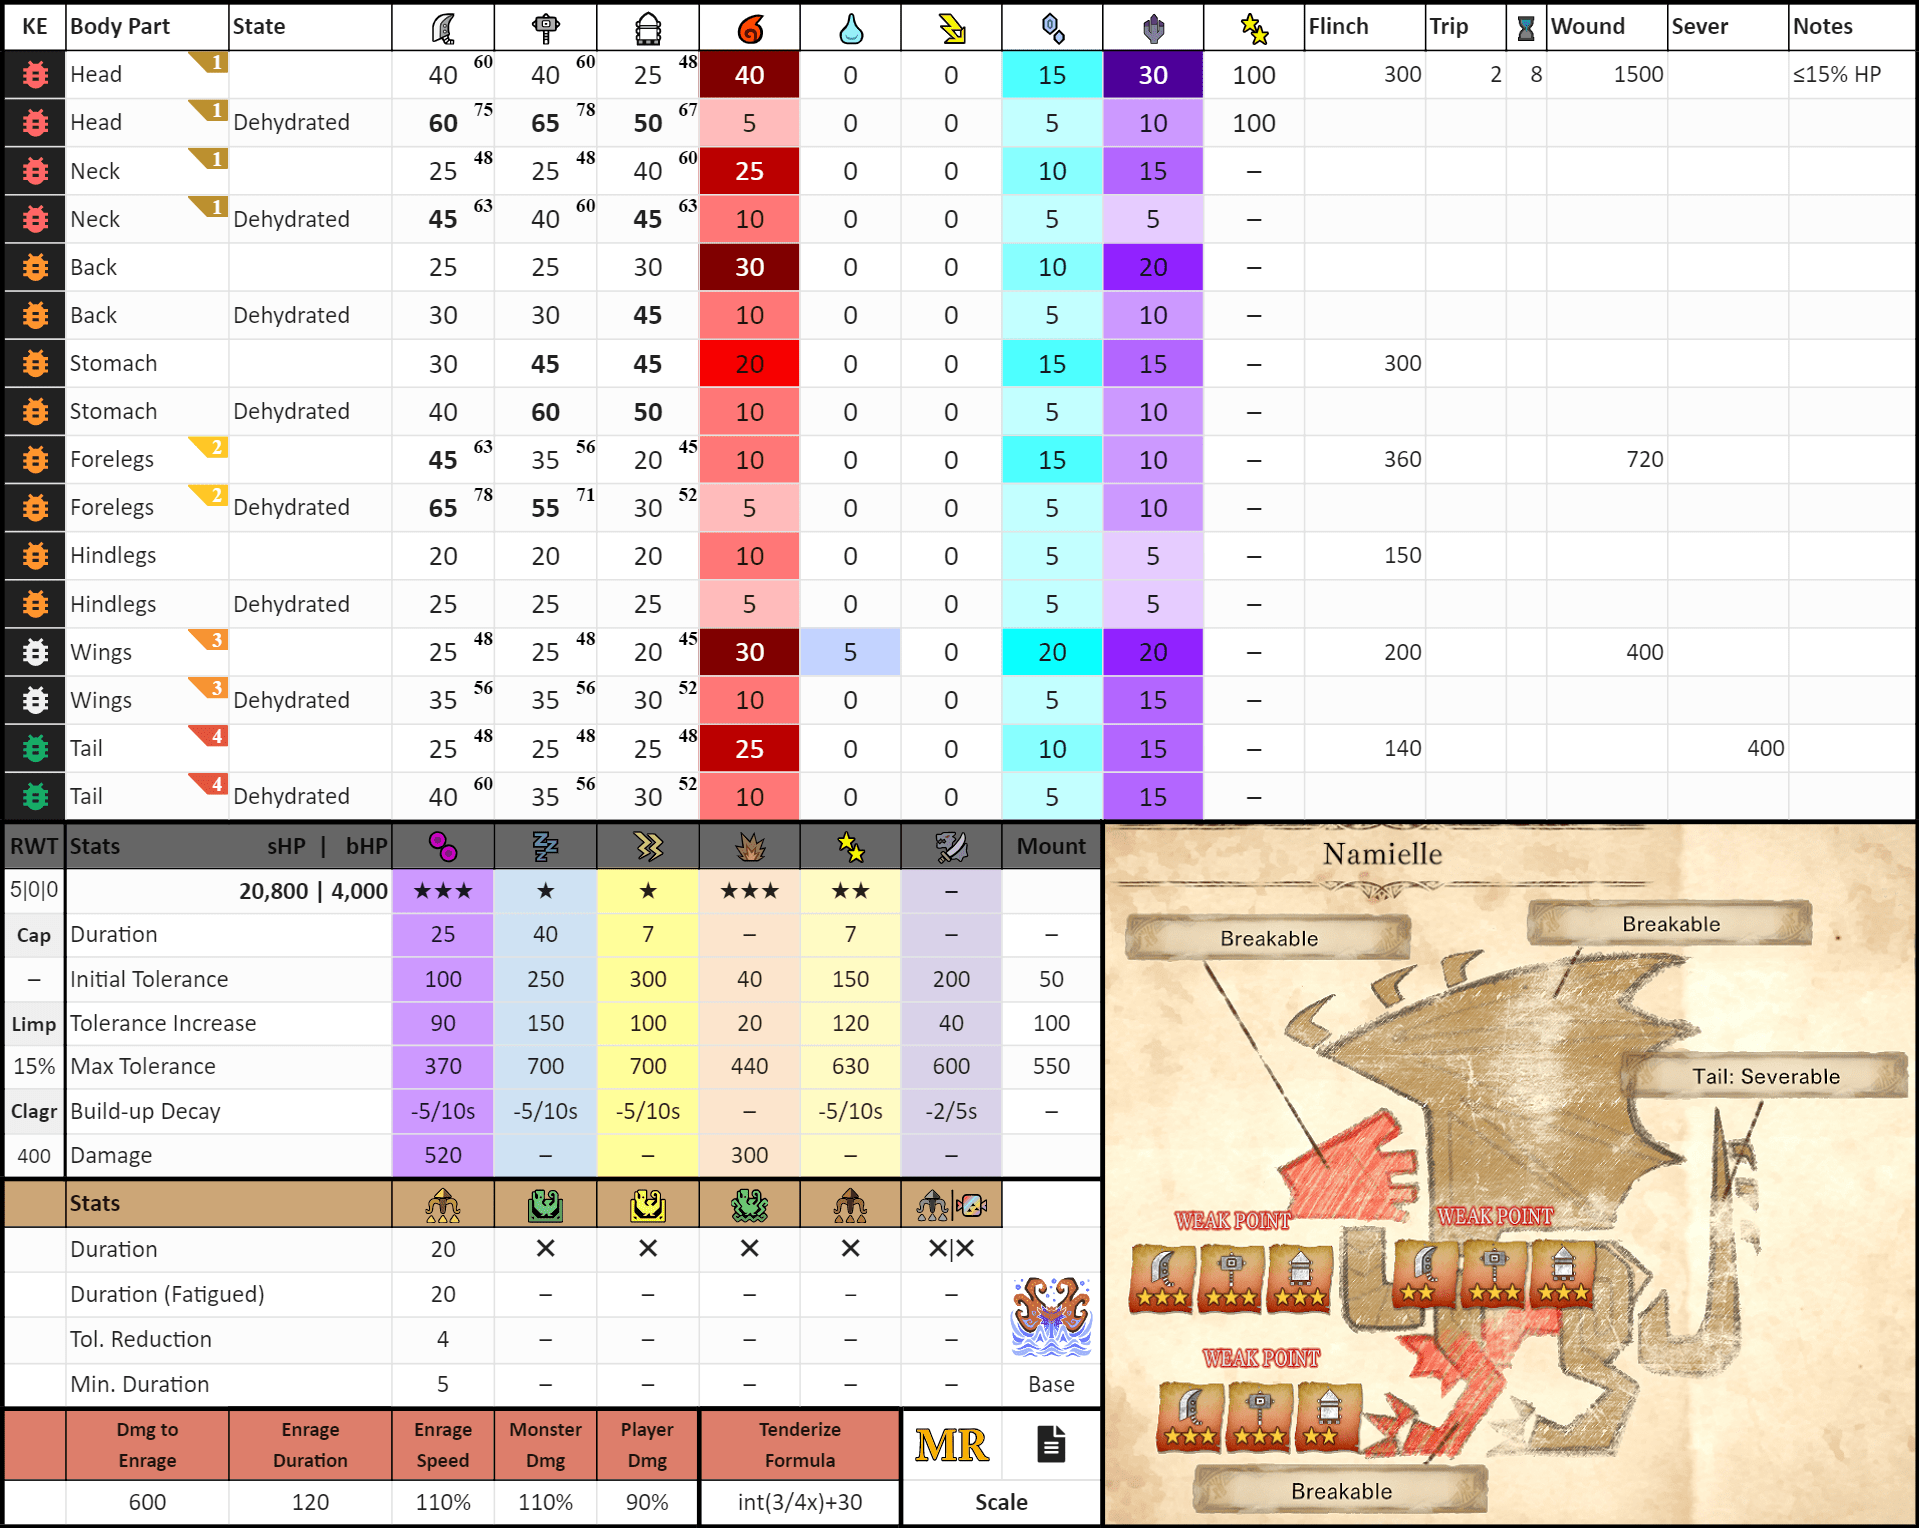 KE Body Part State Flinch Trip Wound Sever Notes
Head 1 40 60 40 60 25 48 40 0 0 15 30 100 300 2 8 1500 ≤15% HP
Head 1 Dehydrated 60 75 65 78 50 67 5 0 0 5 10 100
Neck 1 25 48 25 48 40 60 25 0 0 10 15 –
Neck 1 Dehydrated 45 63 40 60 45 63 10 0 0 5 5 –
Back 25 25 30 30 0 0 10 20 –
Back Dehydrated 30 30 45 10 0 0 5 10 –
Stomach 30 45 45 20 0 0 15 15 – 300
Stomach Dehydrated 40 60 50 10 0 0 5 10 –
Forelegs 2 45 63 35 56 20 45 10 0 0 15 10 – 360 720
Forelegs 2 Dehydrated 65 78 55 71 30 52 5 0 0 5 10 –
Hindlegs 20 20 20 10 0 0 5 5 – 150
Hindlegs Dehydrated 25 25 25 5 0 0 5 5 –
Wings 3 25 48 25 48 20 45 30 5 0 20 20 – 200 400
Wings 3 Dehydrated 35 56 35 56 30 52 10 0 0 5 15 –
Tail 4 25 48 25 48 25 48 25 0 0 10 15 – 140 400
Tail 4 Dehydrated 40 60 35 56 30 52 10 0 0 5 15 –
RWT Stats sHP | bHP Mount
5|0|0 20,800 | 4,000 ★★★ ★ ★ ★★★ ★★ –
Cap Duration 25 40 7 – 7 – –
– Initial Tolerance 100 250 300 40 150 200 50
Limp Tolerance Increase 90 150 100 20 120 40 100
15% Max Tolerance 370 700 700 440 630 600 550
Clagr Build-up Decay -5/10s -5/10s -5/10s – -5/10s -2/5s –
400 Damage 520 – – 300 – –
Stats
Duration 20 ✕ ✕ ✕ ✕ ✕|✕
Duration (Fatigued) 20 – – – – –
Tol. Reduction 4 – – – – –
Min. Duration 5 – – – – – Base
Dmg to Enrage Enrage Duration Enrage Speed Monster Dmg Player Dmg Tenderize Formula MR
600 120 110% 110% 90% int(3/4x)+30 Scale
Namielle
Breakable
Breakable
Tail: Severable
WEAK POINT
WEAK POINT
WEAK POINT
Breakable